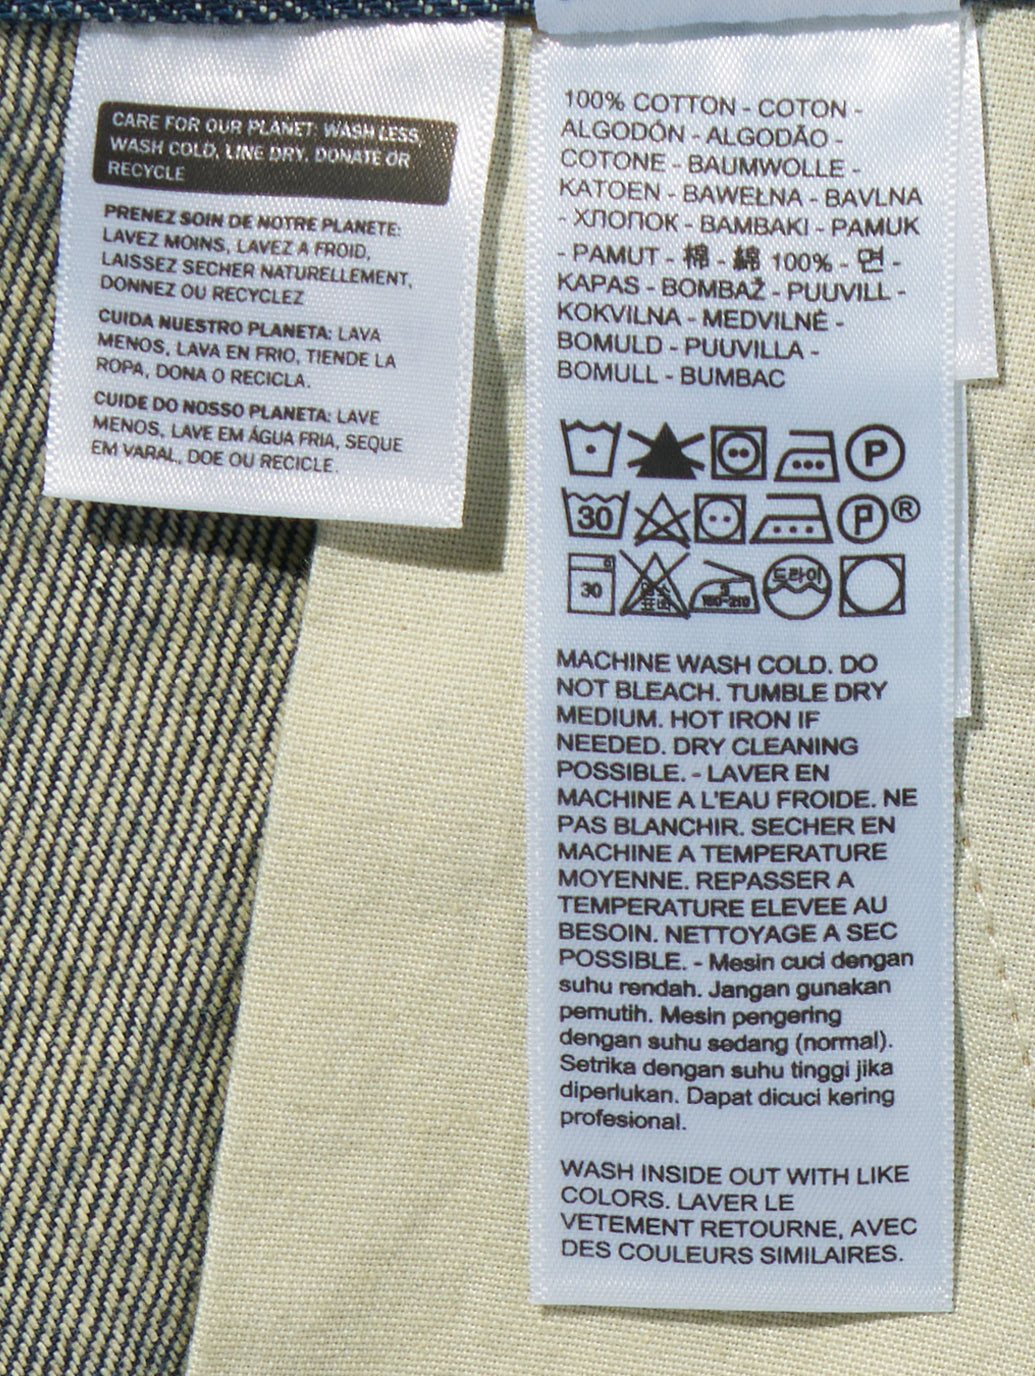 CARE FOR OUR PLANET: WASH LESS,
WASH COLD, LINE DRY, DONATE OR
RECYCLE
PRENEZ SOIN DE NOTRE PLANETE:
LAVEZ MOINS, LAVEZ A FROID,
LAISSEZ SECHER NATURELLEMENT,
DONNEZ OU RECYCLEZ
CUIDA NUESTRO PLANETA: LAVA
MENOS, LAVA EN FRIO, TIENDE LA
ROPA, DONA O RECICLA.
CUIDE DO NOSSO PLANETA: LAVE
MENOS, LAVE EM ÁGUA FRIA, SEQUE
EM VARAL, DOE OU RECICLE.
100% COTTON - COTON -
ALGODÓN - ALGODÃO -
COTONE - BAUMWOLLE -
KATOEN - BAWEŁNA - BAVLNA
- ХЛОПОК - BAMBAKI - PAMUK
- PAMUT - 棉 - 綿 100% - 면 -
KAPAS - BOMBAŽ - PUUVILL -
KOKVILNA - MEDVILNĖ -
BOMULD - PUUVILLA -
BOMULL - BUMBAC
P
30 P ®
30 염소표백 3 180-210 드라이
MACHINE WASH COLD. DO
NOT BLEACH. TUMBLE DRY
MEDIUM. HOT IRON IF
NEEDED. DRY CLEANING
POSSIBLE. - LAVER EN
MACHINE A L'EAU FROIDE. NE
PAS BLANCHIR. SECHER EN
MACHINE A TEMPERATURE
MOYENNE. REPASSER A
TEMPERATURE ELEVEE AU
BESOIN. NETTOYAGE A SEC
POSSIBLE. - Mesin cuci dengan
suhu rendah. Jangan gunakan
pemutih. Mesin pengering
dengan suhu sedang (normal).
Setrika dengan suhu tinggi jika
diperlukan. Dapat dicuci kering
profesional.
WASH INSIDE OUT WITH LIKE
COLORS. LAVER LE
VETEMENT RETOURNE, AVEC
DES COULEURS SIMILAIRES.